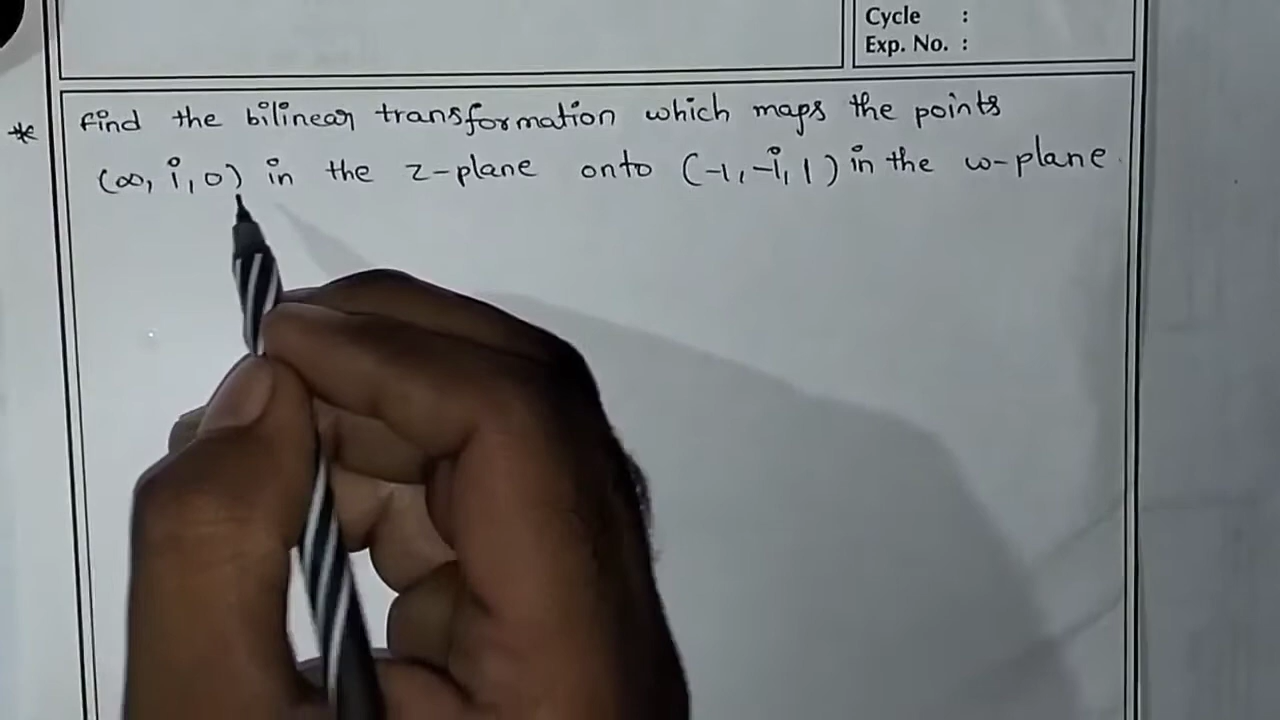 Cycle :
Exp. No. :
* Find the bilinear transformation which maps the points
(∞, i, 0) in the z-plane onto (-1, -i, 1) in the w-plane.